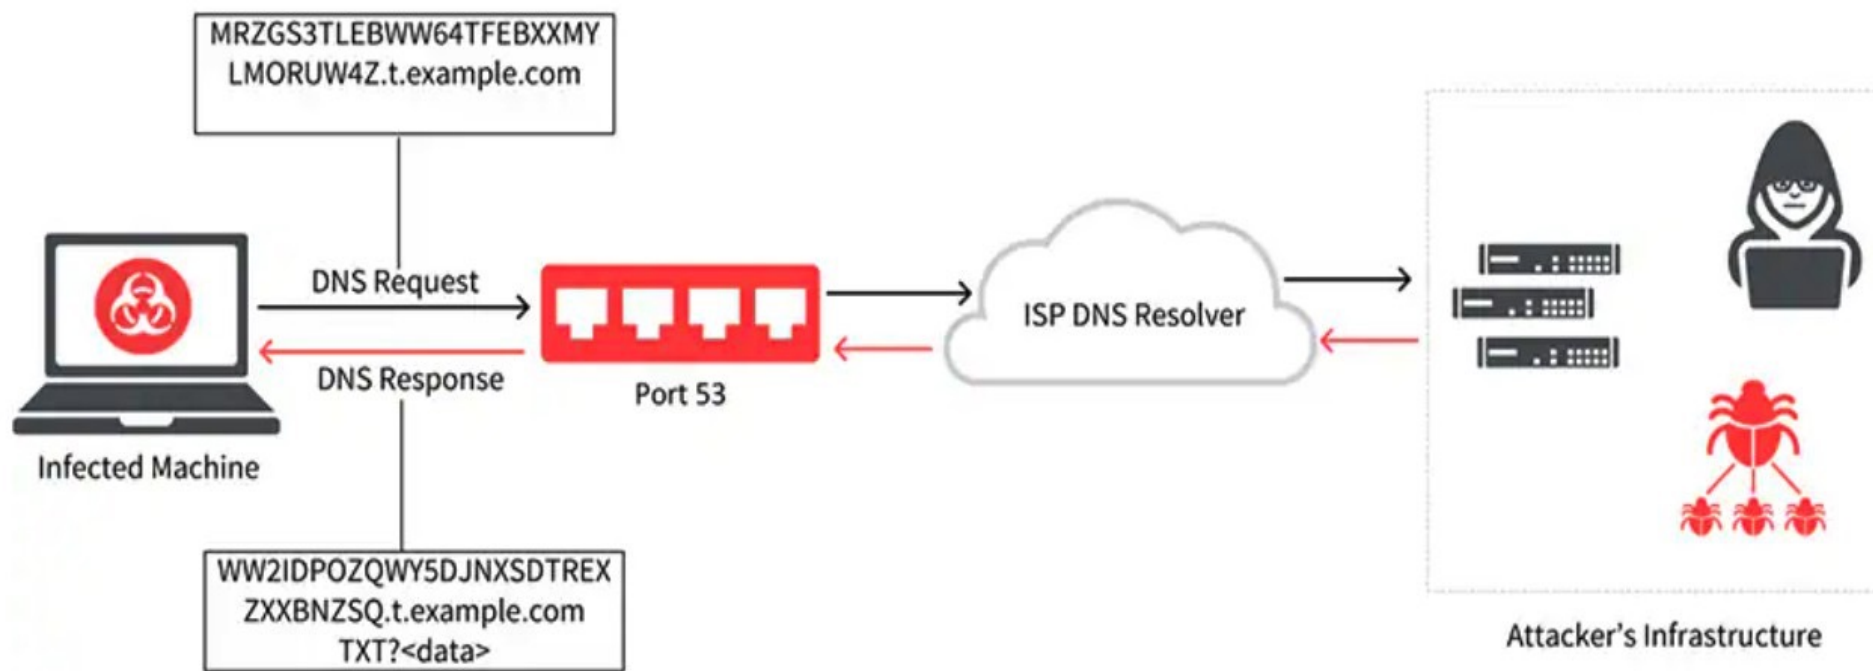 MRZGS3TLEBWW64TFEBXXMY
LMORUW4Z.t.example.com
DNS Request
DNS Response
Infected Machine
Port 53
ISP DNS Resolver
WW2IDPOZQWY5DJNXSDTREX
ZXXBNZSQ.t.example.com
TXT?<data>
Attacker's Infrastructure